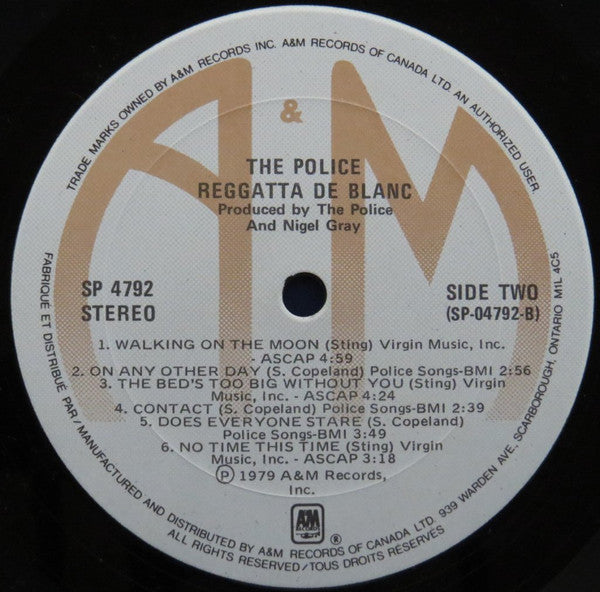 TRADE MARKS OWNED BY A&M RECORDS INC. A&M RECORDS OF CANADA LTD. AN AUTHORIZED USER.
A&M
THE POLICE
REGGATTA DE BLANC
Produced by The Police
And Nigel Gray
SP 4792
STEREO
SIDE TWO
(SP-04792-B)
1. WALKING ON THE MOON (Sting) Virgin Music, Inc.
- ASCAP 4:59
2. ON ANY OTHER DAY (S. Copeland) Police Songs-BMI 2:56
3. THE BED'S TOO BIG WITHOUT YOU (Sting) Virgin
Music, Inc. - ASCAP 4:24
4. CONTACT (S. Copeland) Police Songs-BMI 2:39
5. DOES EVERYONE STARE (S. Copeland)
Police Songs-BMI 3:49
6. NO TIME THIS TIME (Sting) Virgin
Music, Inc. - ASCAP 3:18
℗ 1979 A&M Records,
Inc.
A&M
RECORDS
®
FABRIQUÉ ET DISTRIBUÉ PAR/MANUFACTURED AND DISTRIBUTED BY A&M RECORDS OF CANADA LTD. 939 WARDEN AVE, SCARBOROUGH, ONTARIO M1L 4C5
ALL RIGHTS RESERVED/TOUS DROITS RESERVÉS